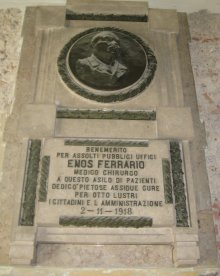 BENEMERITO
PER ASSOLTI PUBBLICI UFFICI
ENOS FERRARIO
MEDICO CHIRURGO
A QUESTO ASILO DI PAZIENTI
DEDICO' PIETOSE ASSIDUE CURE
PER OTTO LUSTRI
I CITTADINI E L'AMMINISTRAZIONE
2-11-1918